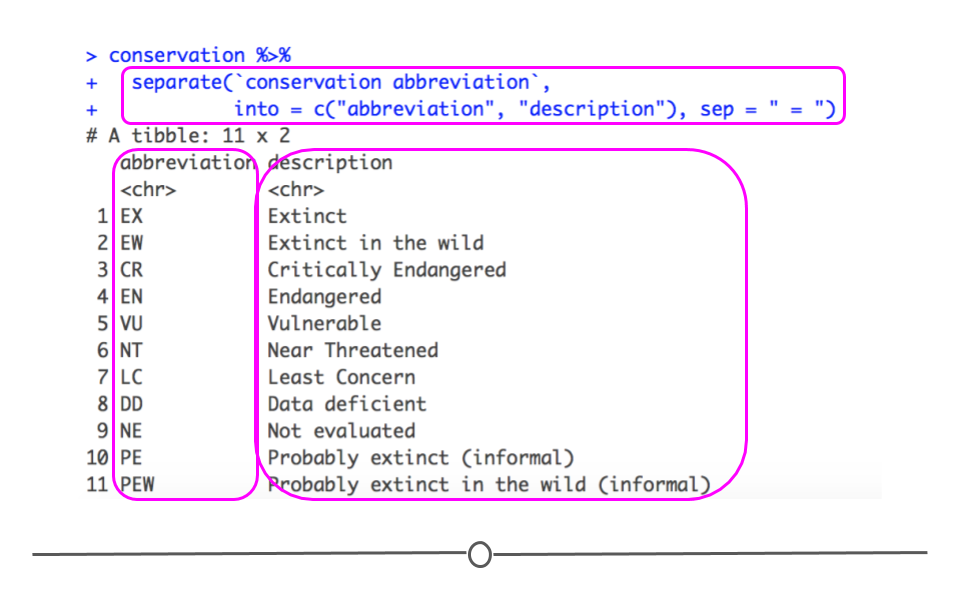 > conservation %>%
+   separate(`conservation abbreviation`,
+            into = c("abbreviation", "description"), sep = " = ")
# A tibble: 11 x 2
   abbreviation description
   <chr>        <chr>
 1 EX           Extinct
 2 EW           Extinct in the wild
 3 CR           Critically Endangered
 4 EN           Endangered
 5 VU           Vulnerable
 6 NT           Near Threatened
 7 LC           Least Concern
 8 DD           Data deficient
 9 NE           Not evaluated
10 PE           Probably extinct (informal)
11 PEW          Probably extinct in the wild (informal)